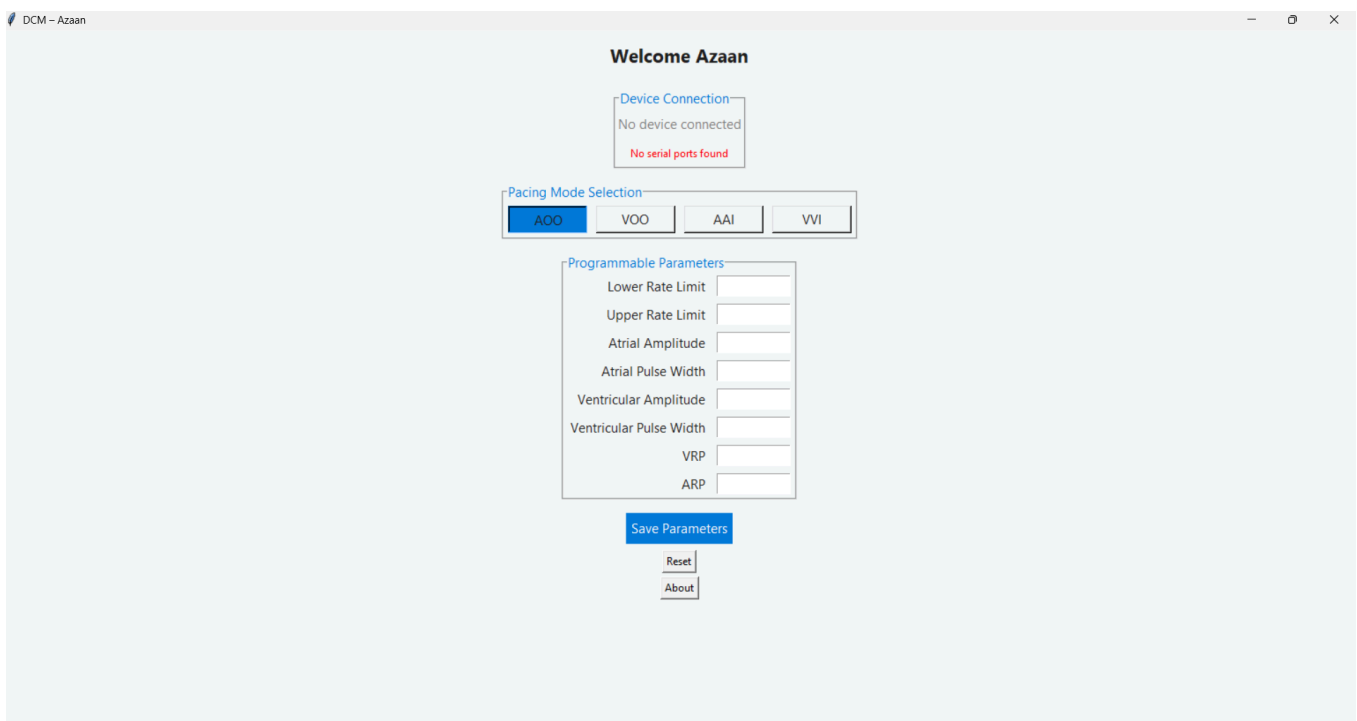 DCM – Azaan
Welcome Azaan
Device Connection
No device connected
No serial ports found
Pacing Mode Selection
AOO VOO AAI VVI
Programmable Parameters
Lower Rate Limit
Upper Rate Limit
Atrial Amplitude
Atrial Pulse Width
Ventricular Amplitude
Ventricular Pulse Width
VRP
ARP
Save Parameters
Reset
About